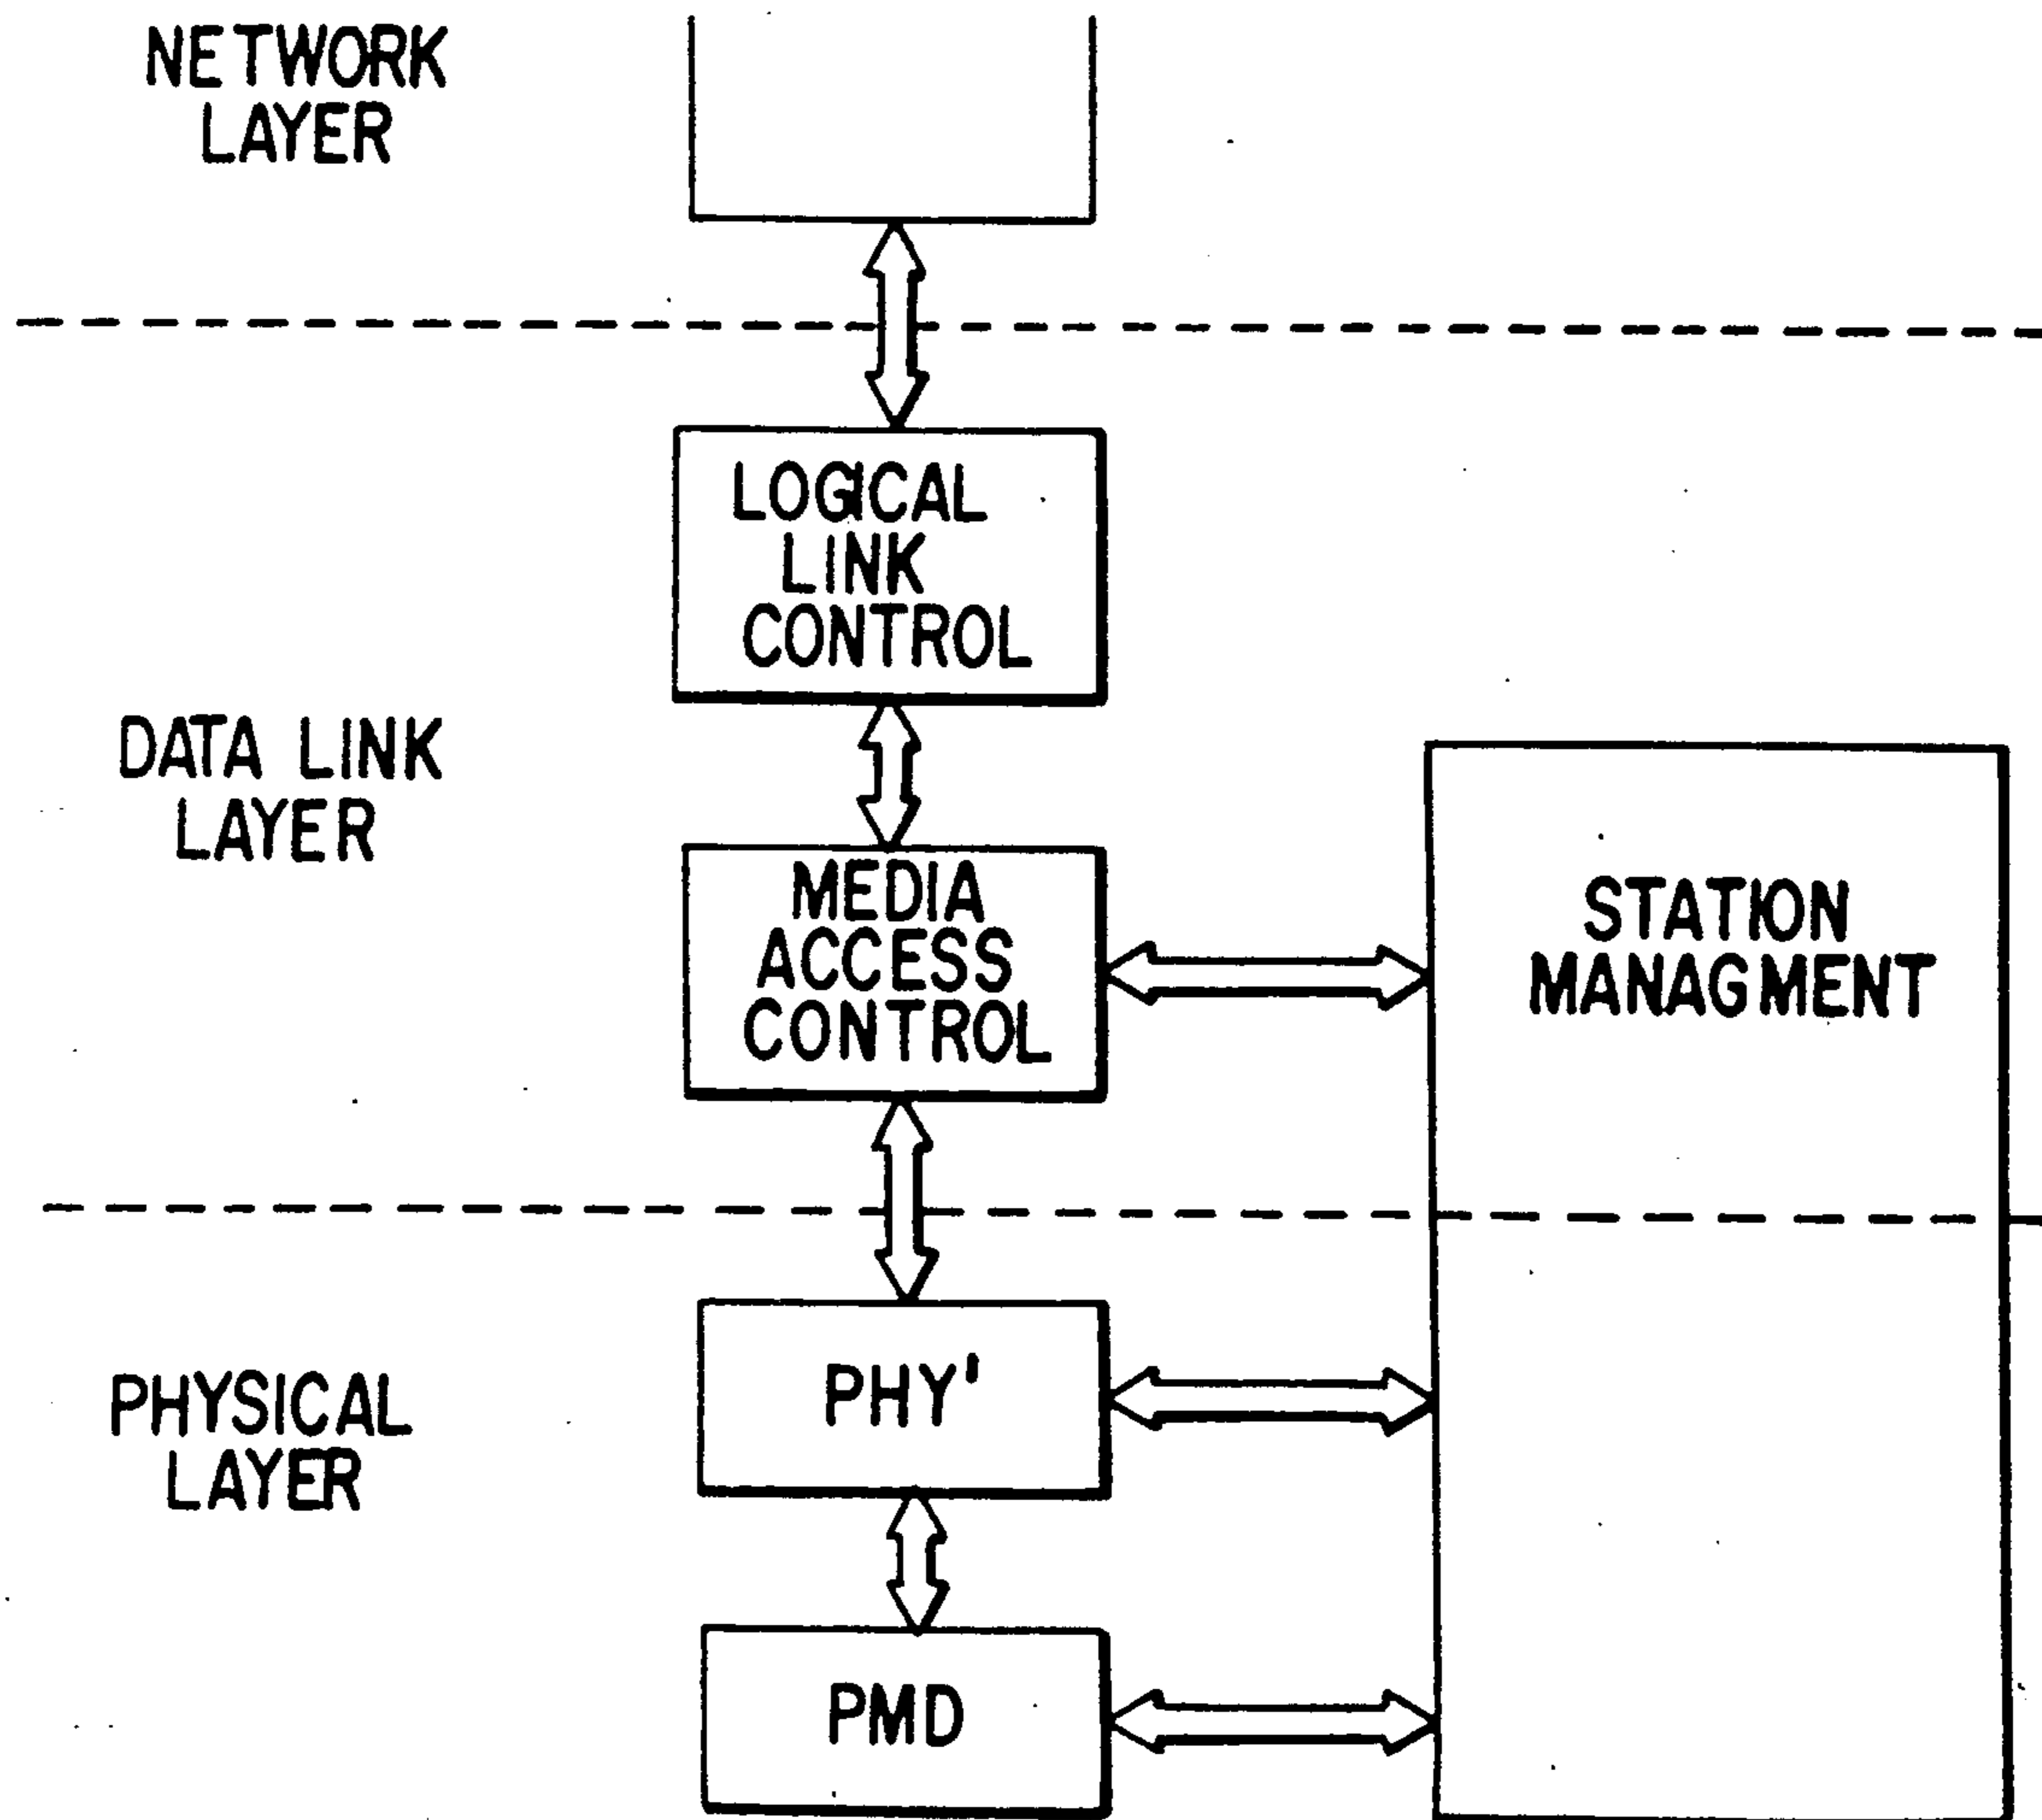 NETWORK
LAYER
LOGICAL
LINK
CONTROL
DATA LINK
LAYER
MEDIA
ACCESS
CONTROL
STATION
MANAGMENT
PHYSICAL
LAYER
PHY'
PMD